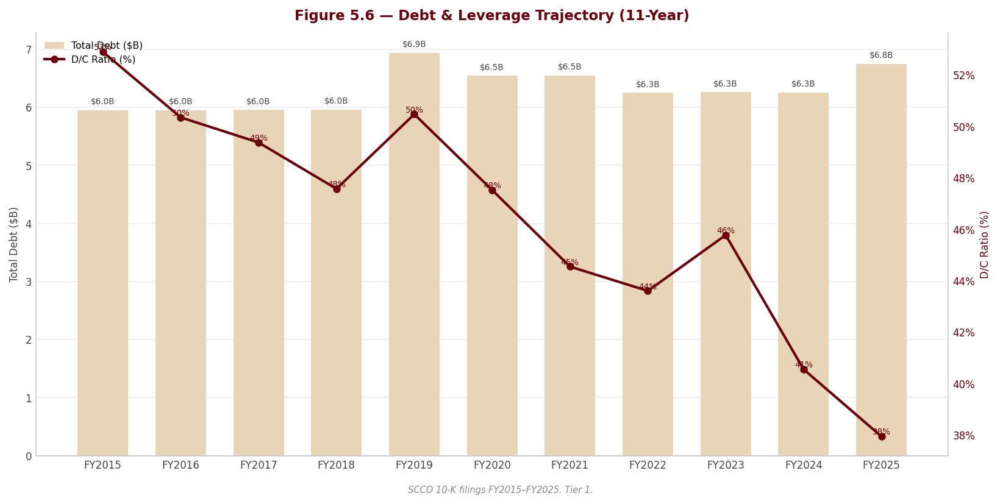 Figure 5.6 — Debt & Leverage Trajectory (11-Year)
Total Debt ($B)
D/C Ratio (%)
53%
$6.0B
$6.0B
$6.0B
$6.0B
$6.9B
$6.5B
$6.5B
$6.3B
$6.3B
$6.3B
$6.8B
50%
49%
48%
50%
48%
45%
44%
46%
41%
38%
7
6
5
4
3
2
1
0
Total Debt ($B)
52%
50%
48%
46%
44%
42%
40%
38%
D/C Ratio (%)
FY2015 FY2016 FY2017 FY2018 FY2019 FY2020 FY2021 FY2022 FY2023 FY2024 FY2025
SCCO 10-K filings FY2015–FY2025. Tier 1.